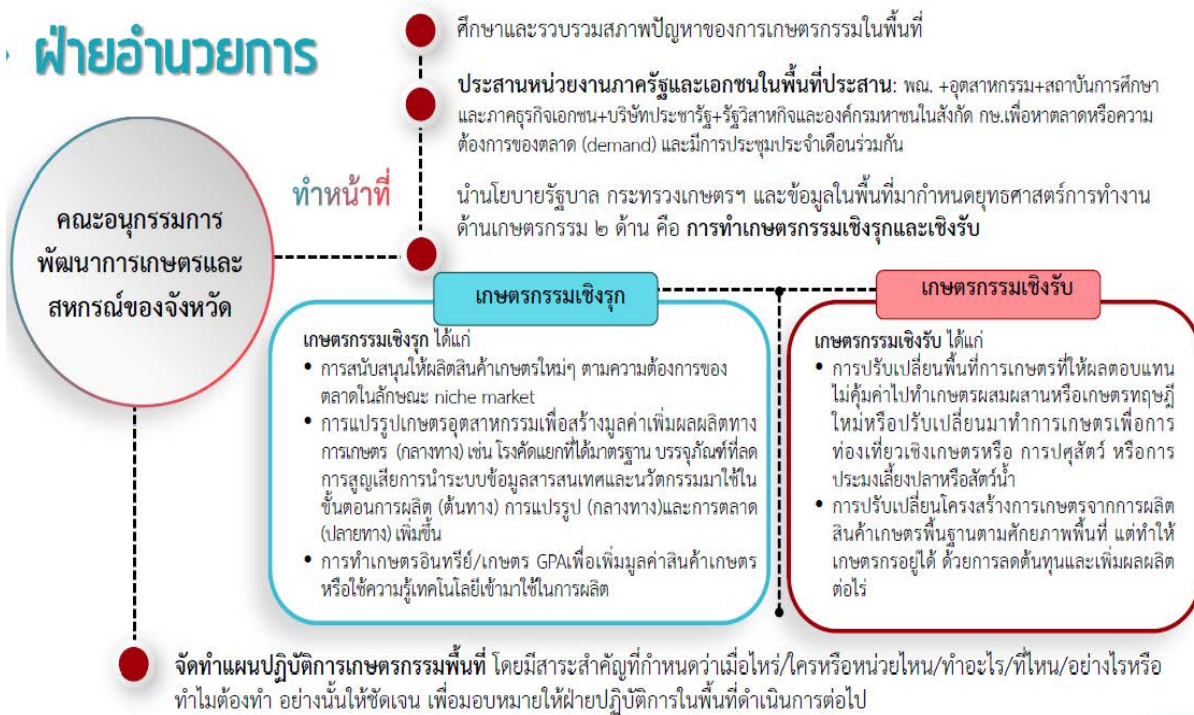 ฝ่ายอำนวยการ
ศึกษาและรวบรวมสภาพปัญหาของการเกษตรกรรมในพื้นที่
ประสานหน่วยงานภาครัฐและเอกชนในพื้นที่ประสาน: พณ. +อุตสาหกรรม+สถาบันการศึกษา
และภาคธุรกิจเอกชน+บริษัทประชารัฐ+รัฐวิสาหกิจและองค์กรมหาชนในสังกัด กษ.เพื่อหาตลาดหรือความ
ต้องการของตลาด (demand) และมีการประชุมประจำเดือนร่วมกัน
ทำหน้าที่
นำนโยบายรัฐบาล กระทรวงเกษตรฯ และข้อมูลในพื้นที่มากำหนดยุทธศาสตร์การทำงาน
ด้านเกษตรกรรม ๒ ด้าน คือ การทำเกษตรกรรมเชิงรุกและเชิงรับ
คณะอนุกรรมการ
พัฒนาการเกษตรและ
สหกรณ์ของจังหวัด
เกษตรกรรมเชิงรุก
เกษตรกรรมเชิงรุก ได้แก่
• การสนับสนุนให้ผลิตสินค้าเกษตรใหม่ๆ ตามความต้องการของ
ตลาดในลักษณะ niche market
• การแปรรูปเกษตรอุตสาหกรรมเพื่อสร้างมูลค่าเพิ่มผลผลิตทาง
การเกษตร (กลางทาง) เช่น โรงคัดแยกที่ได้มาตรฐาน บรรจุภัณฑ์ที่ลด
การสูญเสียการนำระบบข้อมูลสารสนเทศและนวัตกรรมมาใช้ใน
ขั้นตอนการผลิต (ต้นทาง) การแปรรูป (กลางทาง)และการตลาด
(ปลายทาง) เพิ่มขึ้น
• การทำเกษตรอินทรีย์/เกษตร GPAเพื่อเพิ่มมูลค่าสินค้าเกษตร
หรือใช้ความรู้เทคโนโลยีเข้ามาใช้ในการผลิต
เกษตรกรรมเชิงรับ
เกษตรกรรมเชิงรับ ได้แก่
• การปรับเปลี่ยนพื้นที่การเกษตรที่ให้ผลตอบแทน
ไม่คุ้มค่าไปทำเกษตรผสมผสานหรือเกษตรทฤษฎี
ใหม่หรือปรับเปลี่ยนมาทำการเกษตรเพื่อการ
ท่องเที่ยวเชิงเกษตรหรือ การปศุสัตว์ หรือการ
ประมงเลี้ยงปลาหรือสัตว์น้ำ
• การปรับเปลี่ยนโครงสร้างการเกษตรจากการผลิต
สินค้าเกษตรพื้นฐานตามศักยภาพพื้นที่ แต่ทำให้
เกษตรกรอยู่ได้ ด้วยการลดต้นทุนและเพิ่มผลผลิต
ต่อไร่
จัดทำแผนปฏิบัติการเกษตรกรรมพื้นที่ โดยมีสาระสำคัญที่กำหนดว่าเมื่อไหร่/ใครหรือหน่วยไหน/ทำอะไร/ที่ไหน/อย่างไรหรือ
ทำไมต้องทำ อย่างนั้นให้ชัดเจน เพื่อมอบหมายให้ฝ่ายปฏิบัติการในพื้นที่ดำเนินการต่อไป